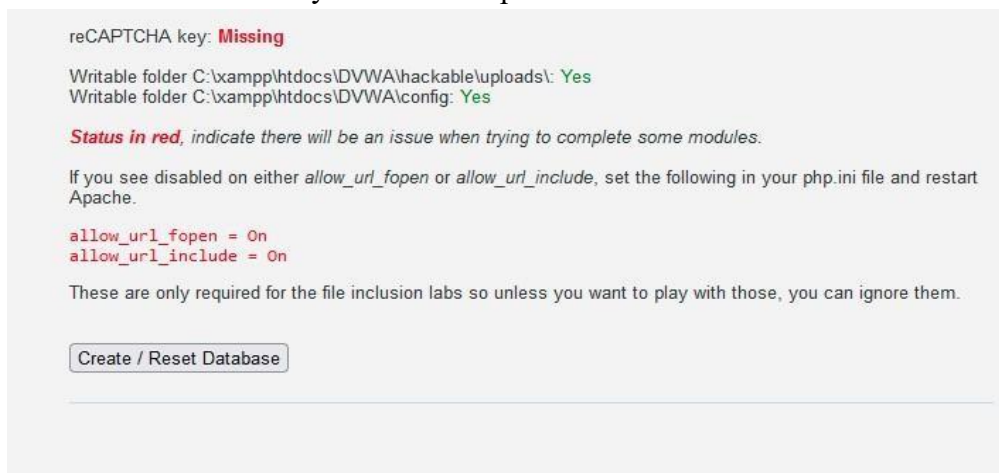 reCAPTCHA key: Missing
Writable folder C:\xampp\htdocs\DVWA\hackable\uploads\: Yes
Writable folder C:\xampp\htdocs\DVWA\config: Yes
Status in red, indicate there will be an issue when trying to complete some modules.
If you see disabled on either allow_url_fopen or allow_url_include, set the following in your php.ini file and restart
Apache.
allow_url_fopen = On
allow_url_include = On
These are only required for the file inclusion labs so unless you want to play with those, you can ignore them.
Create / Reset Database